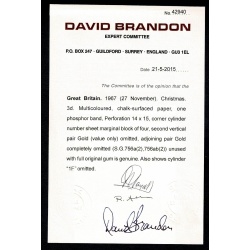 No. 42940
DAVID BRANDON
EXPERT COMMITTEE
P.O. BOX 247 · GUILDFORD · SURREY · ENGLAND · GU3 1EL
Date 21-5-2015
The Committee is of the opinion that the
Great Britain. 1967 (27 November). Christmas.
3d. Multicoloured, chalk-surfaced paper, one
phosphor band, Perforation 14 x 15, corner cylinder
number sheet marginal block of four, second vertical
pair Gold (value only) omitted, adjoining pair Gold
completely omitted (S.G.756a(2),756ab(2)) unused
with full original gum is genuine. Also shows cylinder
"1F" omitted.
David Brandon